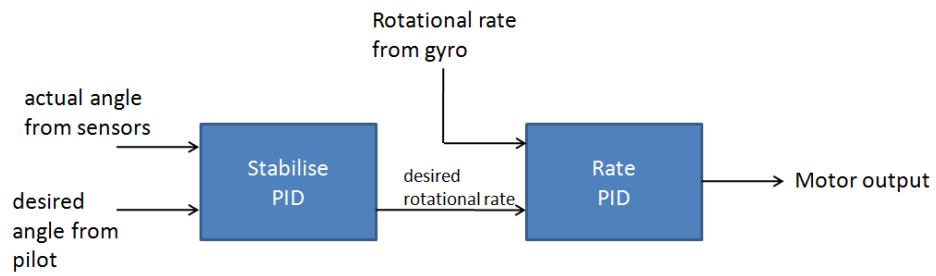 Rotational rate
from gyro
actual angle
from sensors
Stabilise
PID
desired
rotational rate
Rate
PID
Motor output
desired
angle from
pilot